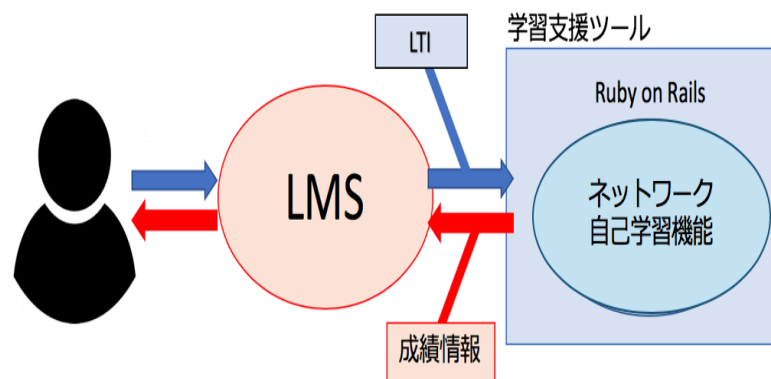 学習支援ツール
LTI
Ruby on Rails
LMS
ネットワーク
自己学習機能
成績情報